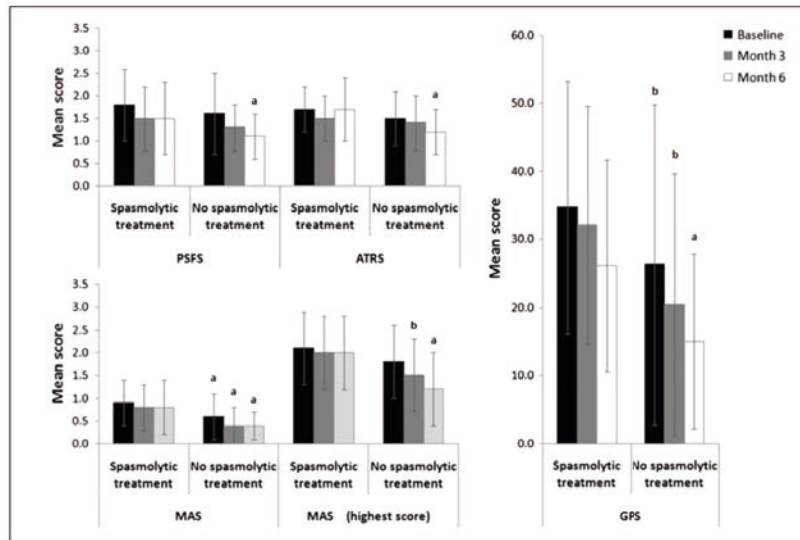 Mean score
3.5
3.0
2.5
2.0
1.5
1.0
0.5
0.0
a
a
Spasmolytic
treatment
No spasmolytic
treatment
Spasmolytic
treatment
No spasmolytic
treatment
PSFS
ATRS
Mean score
3.5
3.0
2.5
2.0
1.5
1.0
0.5
0.0
a
a
a
b
a
Spasmolytic
treatment
No spasmolytic
treatment
Spasmolytic
treatment
No spasmolytic
treatment
MAS
MAS (highest score)
Mean score
60.0
50.0
40.0
30.0
20.0
10.0
0.0
Baseline
Month 3
Month 6
b
b
a
Spasmolytic
treatment
No spasmolytic
treatment
GPS